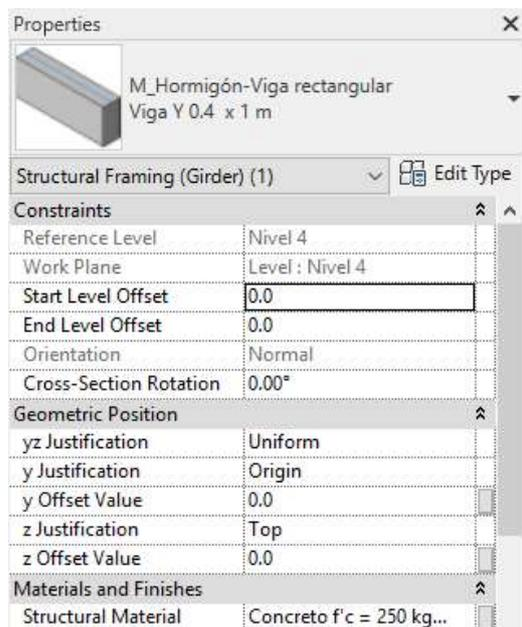 Properties
M_Hormigón-Viga rectangular
Viga Y 0.4 x 1 m
Structural Framing (Girder) (1) Edit Type
Constraints
Reference Level Nivel 4
Work Plane Level : Nivel 4
Start Level Offset 0.0
End Level Offset 0.0
Orientation Normal
Cross-Section Rotation 0.00°
Geometric Position
yz Justification Uniform
y Justification Origin
y Offset Value 0.0
z Justification Top
z Offset Value 0.0
Materials and Finishes
Structural Material Concreto f'c = 250 kg...